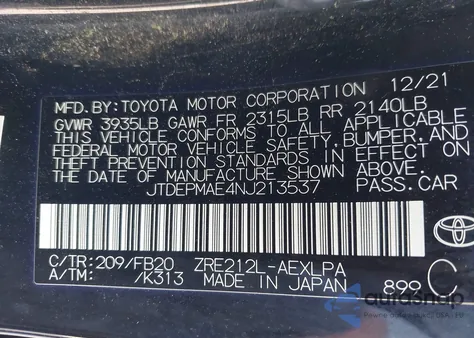 MFD.BY:TOYOTA MOTOR CORPORATION 12/21
GVWR 3935LB GAWR FR 2315LB RR 2140LB
THIS VEHICLE CONFORMS TO ALL APPLICABLE
FEDERAL MOTOR VEHICLE SAFETY,BUMPER,AND
THEFT PREVENTION STANDARDS IN EFFECT ON
THE DATE OF MANUFACTURE SHOWN ABOVE.
JTDEPMAE4NJ213537 PASS.CAR
C/TR:209/FB20 ZRE212L-AEXLPA
A/TM: /K313 MADE IN JAPAN 899 C
aura3nap